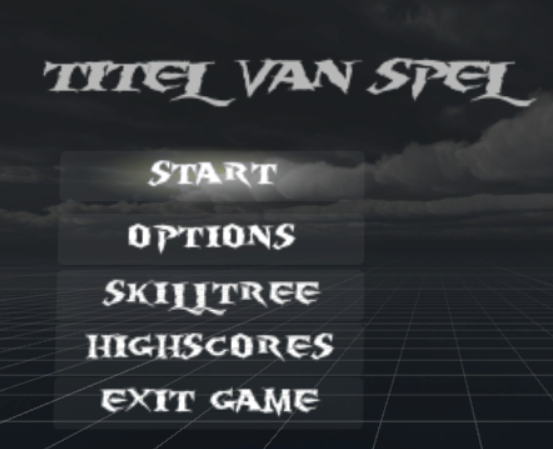 TITEL VAN SPEL
START
OPTIONS
SKILLTREE
HIGHSCORES
EXIT GAME